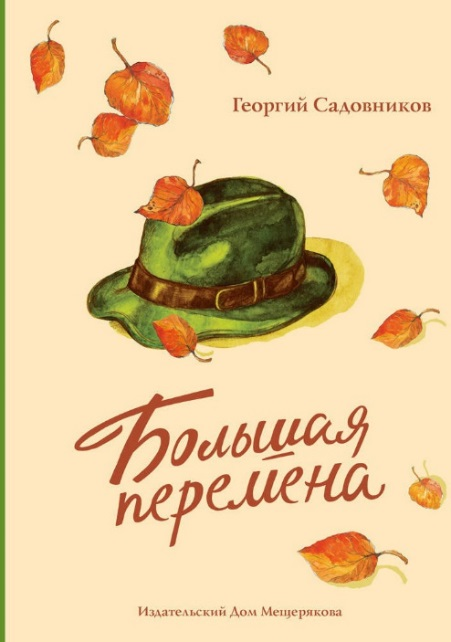 Георгий Садовников
Большая
перемена
Издательский Дом Мещерякова